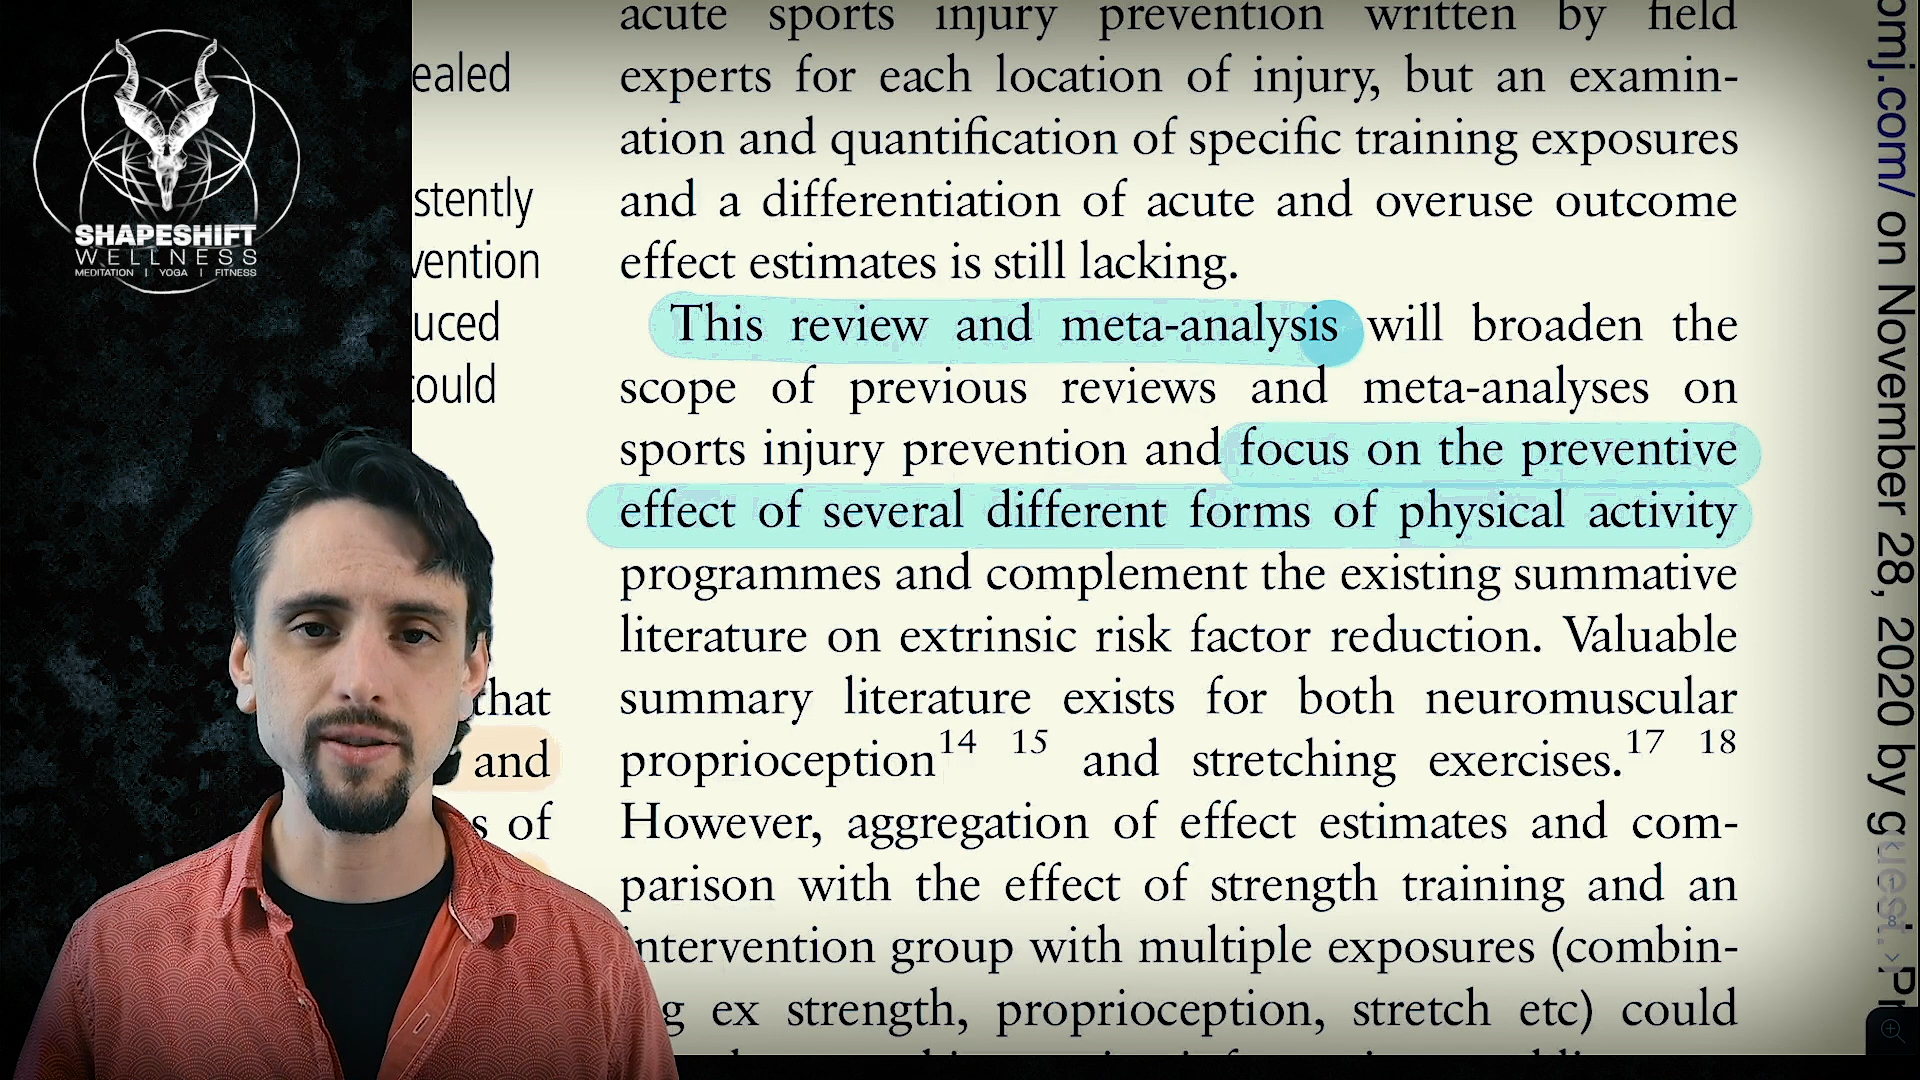 SHAPESHIFT
WELLNESS
MEDITATION | YOGA | FITNESS
ealed
stently
vention
uced
could
that
and
s of
acute sports injury prevention written by field
experts for each location of injury, but an examin-
ation and quantification of specific training exposures
and a differentiation of acute and overuse outcome
effect estimates is still lacking.
This review and meta-analysis will broaden the
scope of previous reviews and meta-analyses on
sports injury prevention and focus on the preventive
effect of several different forms of physical activity
programmes and complement the existing summative
literature on extrinsic risk factor reduction. Valuable
summary literature exists for both neuromuscular
proprioception14 15 and stretching exercises.17 18
However, aggregation of effect estimates and com-
parison with the effect of strength training and an
intervention group with multiple exposures (combin-
g ex strength, proprioception, stretch etc) could
omj.com/ on November 28, 2020 by guest. Pr
8